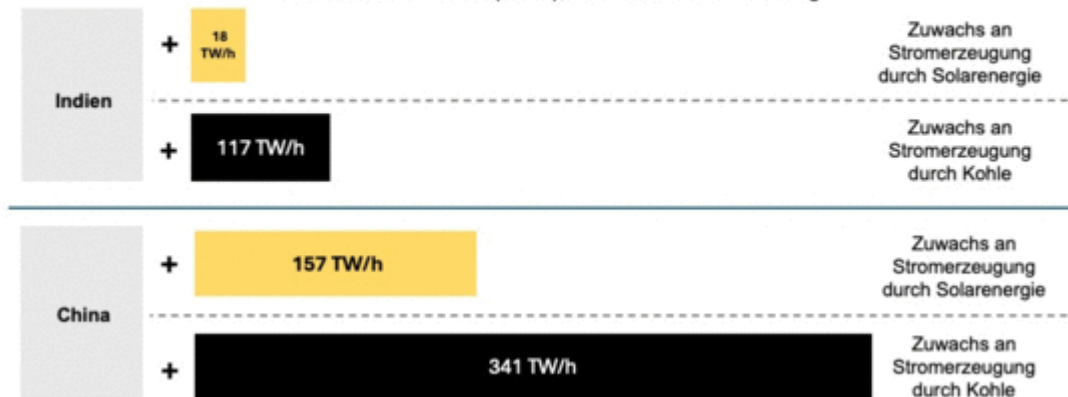 18
TW/h
Zuwachs an
Stromerzeugung
durch Solarenergie
Indien
117 TW/h
Zuwachs an
Stromerzeugung
durch Kohle
157 TW/h
Zuwachs an
Stromerzeugung
durch Solarenergie
China
341 TW/h
Zuwachs an
Stromerzeugung
durch Kohle